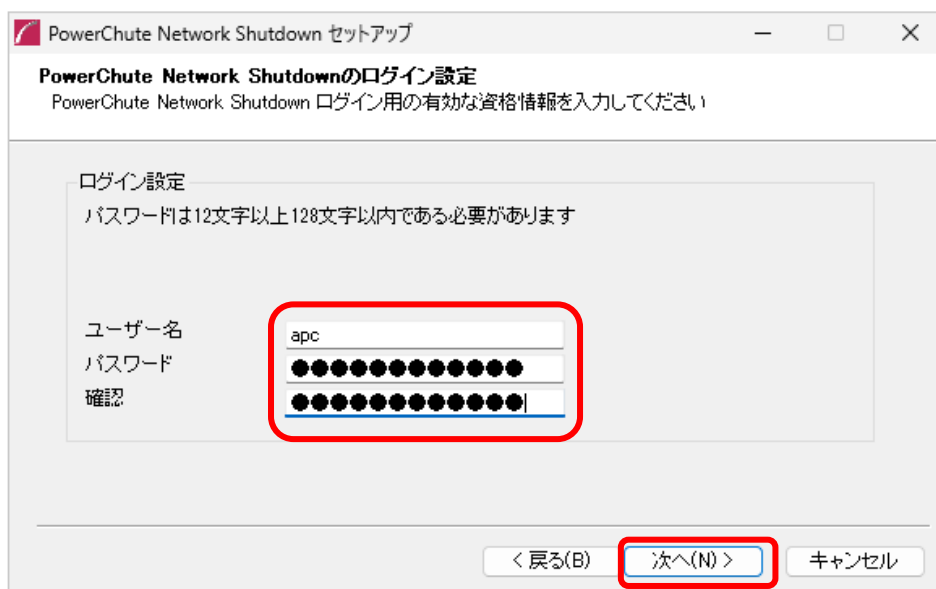 PowerChute Network Shutdown セットアップ
PowerChute Network Shutdownのログイン設定
PowerChute Network Shutdown ログイン用の有効な資格情報を入力してください
ログイン設定
パスワードは12文字以上128文字以内である必要があります
ユーザー名 apc
パスワード ●●●●●●●●●●●●
確認 ●●●●●●●●●●●●
< 戻る(B) 次へ(N) > キャンセル